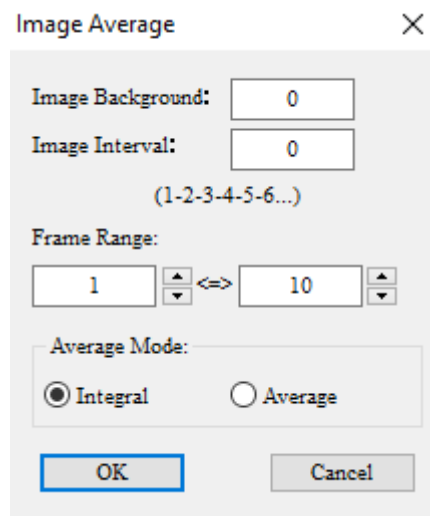 Image Average
Image Background: 0
Image Interval: 0
(1-2-3-4-5-6...)
Frame Range:
1 <=> 10
Average Mode:
Integral Average
OK Cancel